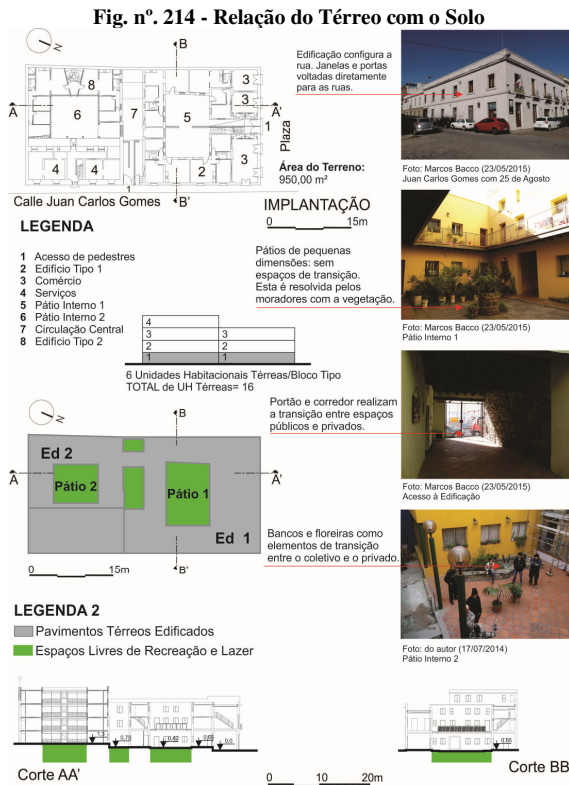 Fig. nº. 214 - Relação do Térreo com o Solo
N
B
8
3
3
A
6
7
5
A'
1
Plaza
4
4
2
3
Área do Terreno:
950,00 m²
1
B'
Calle Juan Carlos Gomes
IMPLANTAÇÃO
0
15m
Edificação configura a
rua. Janelas e portas
voltadas diretamente
para as ruas.
Foto: Marcos Bacco (23/05/2015)
Juan Carlos Gomes com 25 de Agosto
LEGENDA
1 Acesso de pedestres
2 Edifício Tipo 1
3 Comércio
4 Serviços
5 Pátio Interno 1
6 Pátio Interno 2
7 Circulação Central
8 Edifício Tipo 2
Pátios de pequenas
dimensões: sem
espaços de transição.
Esta é resolvida pelos
moradores com a vegetação.
Foto: Marcos Bacco (23/05/2015)
Pátio Interno 1
4
3
3
2
2
1
1
6 Unidades Habitacionais Térreas/Bloco Tipo
TOTAL de UH Térreas= 16
Portão e corredor realizam
a transição entre espaços
públicos e privados.
Foto: Marcos Bacco (23/05/2015)
Acesso à Edificação
N
B
Ed 2
A
Pátio 2
Pátio 1
A'
Ed 1
0
15m
B'
Bancos e floreiras como
elementos de transição
entre o coletivo e o privado.
Foto: do autor (17/07/2014)
Pátio Interno 2
LEGENDA 2
Pavimentos Térreos Edificados
Espaços Livres de Recreação e Lazer
0.0
Corte AA'
0
10
20m
Corte BB